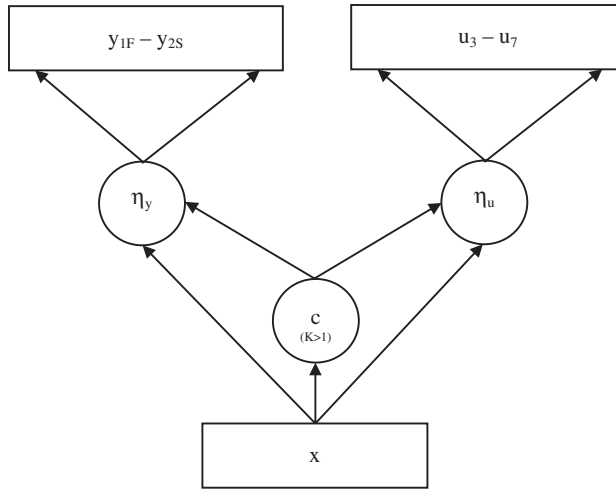 y1F – y2S
u3 – u7
ηy
ηu
c
(K>1)
x